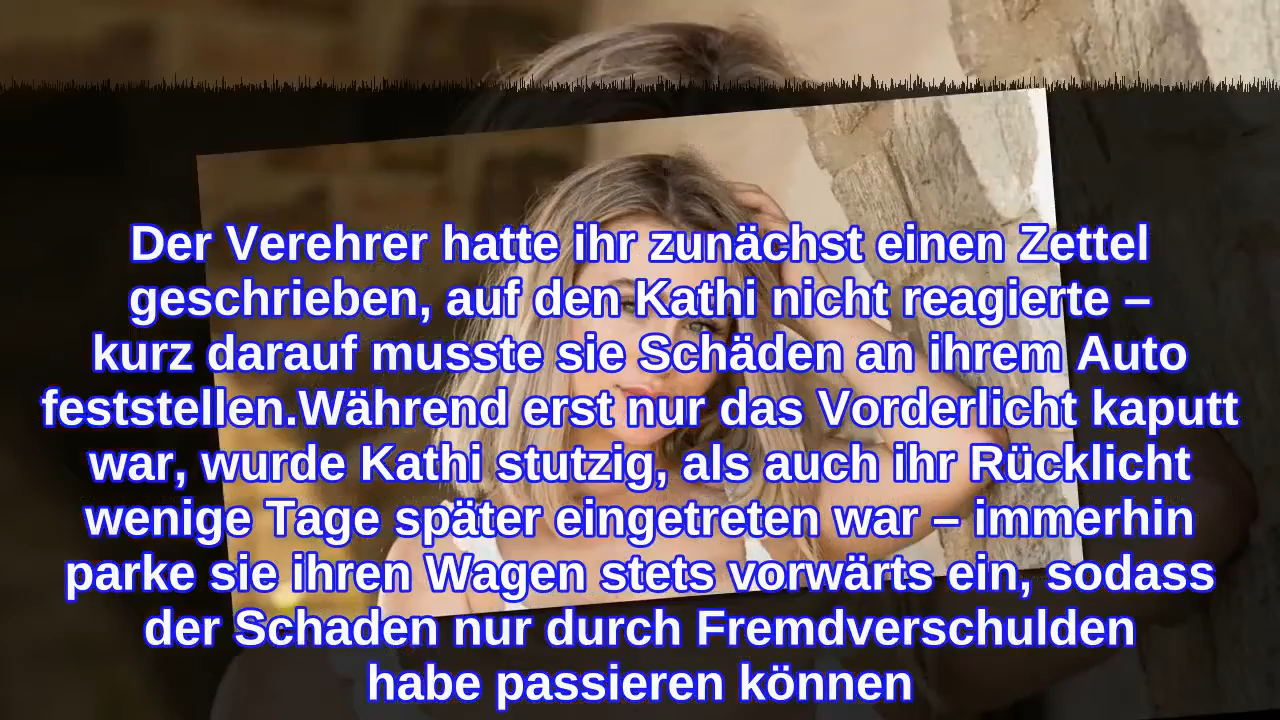 Der Verehrer hatte ihr zunächst einen Zettel
geschrieben, auf den Kathi nicht reagierte –
kurz darauf musste sie Schäden an ihrem Auto
feststellen.Während erst nur das Vorderlicht kaputt
war, wurde Kathi stutzig, als auch ihr Rücklicht
wenige Tage später eingetreten war – immerhin
parke sie ihren Wagen stets vorwärts ein, sodass
der Schaden nur durch Fremdverschulden
habe passieren können